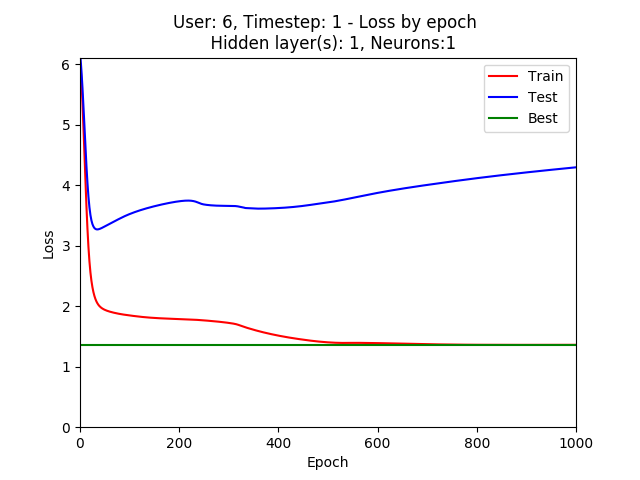 User: 6, Timestep: 1 - Loss by epoch
Hidden layer(s): 1, Neurons:1
Train
Test
Best
6
5
4
3
2
1
0
Loss
0 200 400 600 800 1000
Epoch